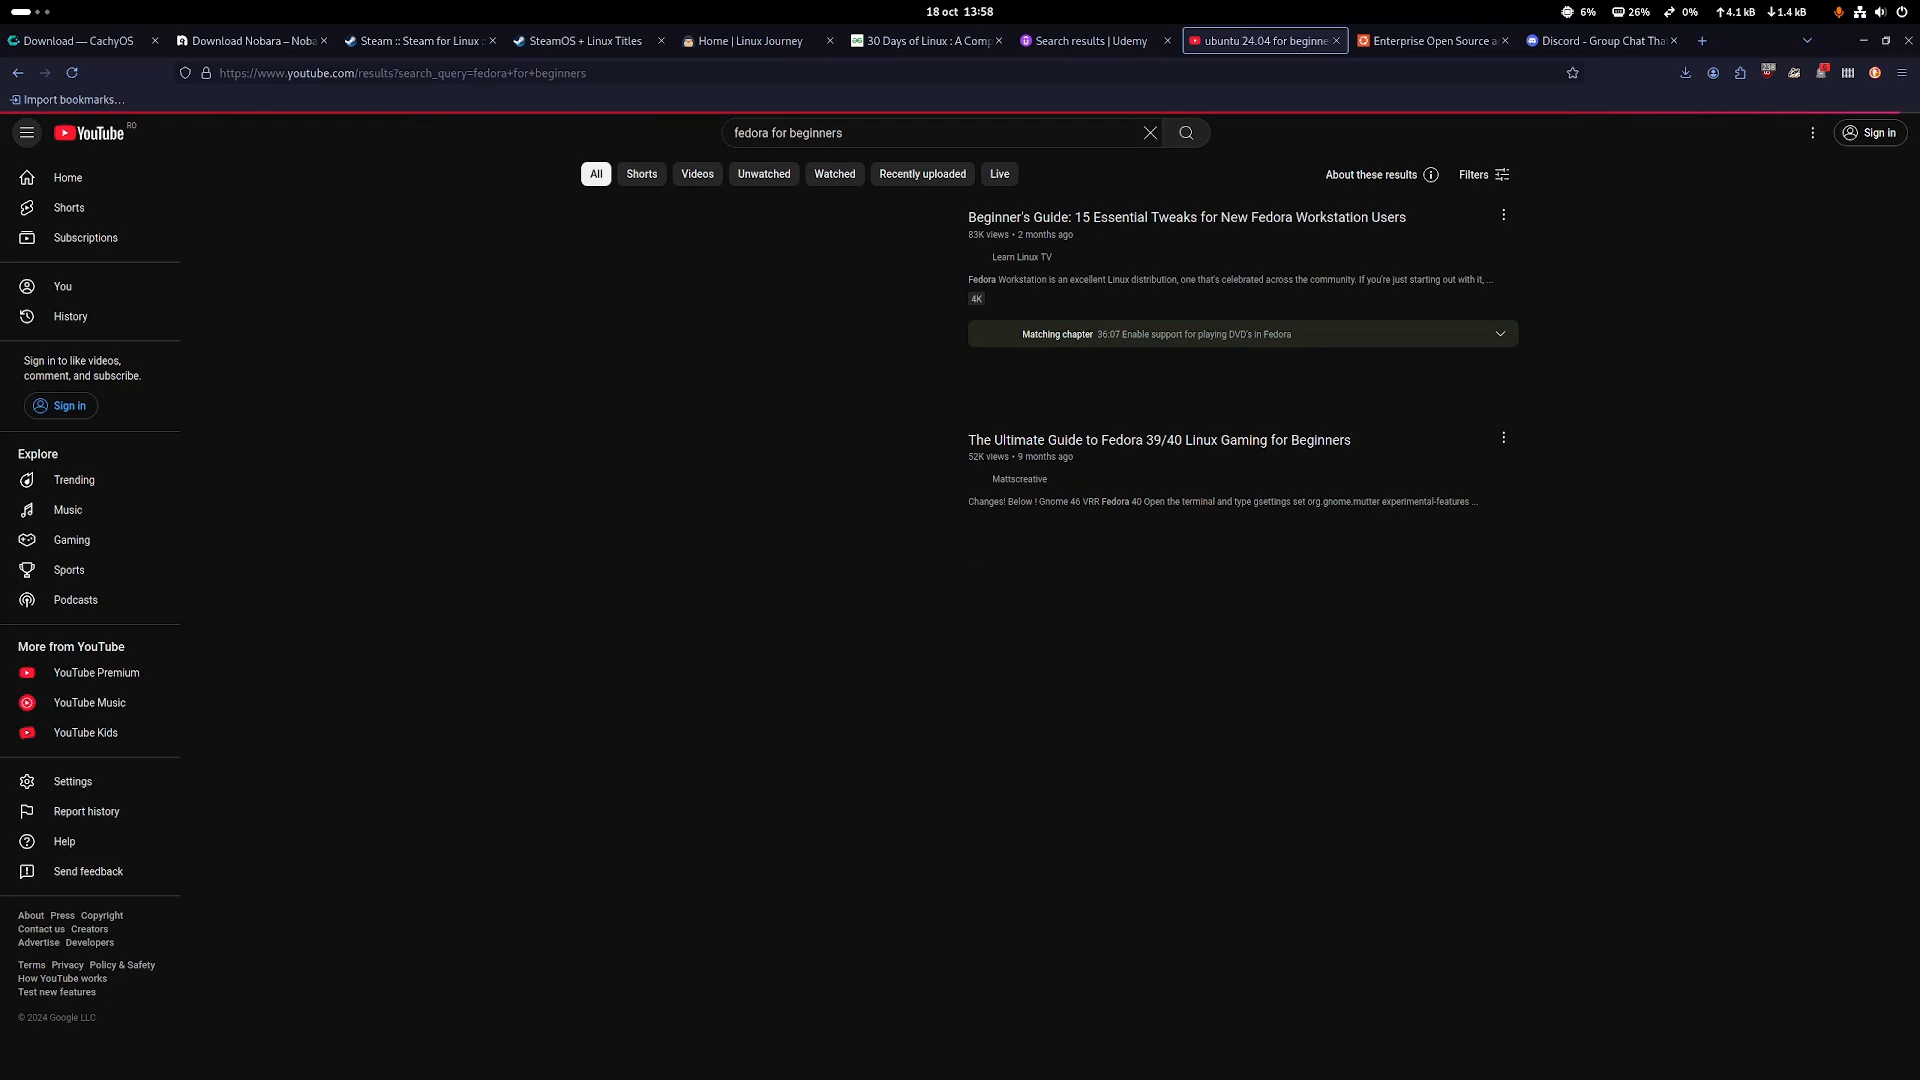 18 oct 13:58
6% 26% 0% 4.1 kB 1.4 kB
Download — CachyOS
Download Nobara – Noba
Steam :: Steam for Linux :
SteamOS + Linux Titles
Home | Linux Journey
30 Days of Linux : A Comp
Search results | Udemy
ubuntu 24.04 for beginne
Enterprise Open Source a
Discord - Group Chat Tha
https://www.youtube.com/results?search_query=fedora+for+beginners
238
6
Import bookmarks…
YouTube RO
fedora for beginners
Sign in
All Shorts Videos Unwatched Watched Recently uploaded Live
About these results Filters
Home
Shorts
Subscriptions
You
History
Sign in to like videos,
comment, and subscribe.
Sign in
Explore
Trending
Music
Gaming
Sports
Podcasts
More from YouTube
YouTube Premium
YouTube Music
YouTube Kids
Settings
Report history
Help
Send feedback
About Press Copyright
Contact us Creators
Advertise Developers
Terms Privacy Policy & Safety
How YouTube works
Test new features
© 2024 Google LLC
Beginner's Guide: 15 Essential Tweaks for New Fedora Workstation Users
83K views • 2 months ago
Learn Linux TV
Fedora Workstation is an excellent Linux distribution, one that's celebrated across the community. If you're just starting out with it, ...
4K
Matching chapter 36:07 Enable support for playing DVD's in Fedora
The Ultimate Guide to Fedora 39/40 Linux Gaming for Beginners
52K views • 9 months ago
Mattscreative
Changes! Below ! Gnome 46 VRR Fedora 40 Open the terminal and type gsettings set org.gnome.mutter experimental-features ...